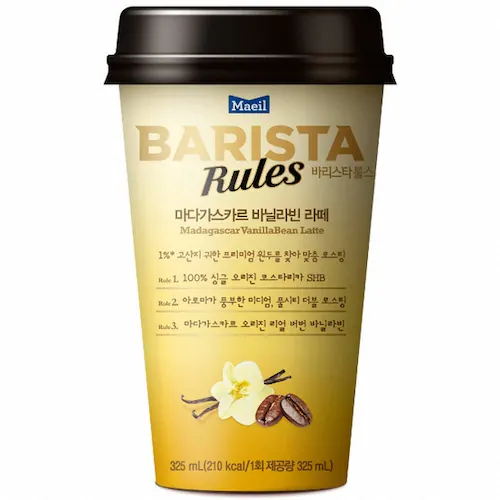 Maeil
BARISTA
Rules 바리스타 룰스
마다가스카르 바닐라빈 라떼
Madagascar VanillaBean Latte
1%* 고산지 귀한 프리미엄 원두를 찾아 맞춤 로스팅
Rule 1. 100% 싱글 오리진 코스타리카 SHB
Rule 2. 아로마가 풍부한 미디엄, 풀시티 더블 로스팅
Rule 3. 마다가스카르 오리진 리얼 버번 바닐라빈
325 mL(210 kcal/1회 제공량 325 mL)